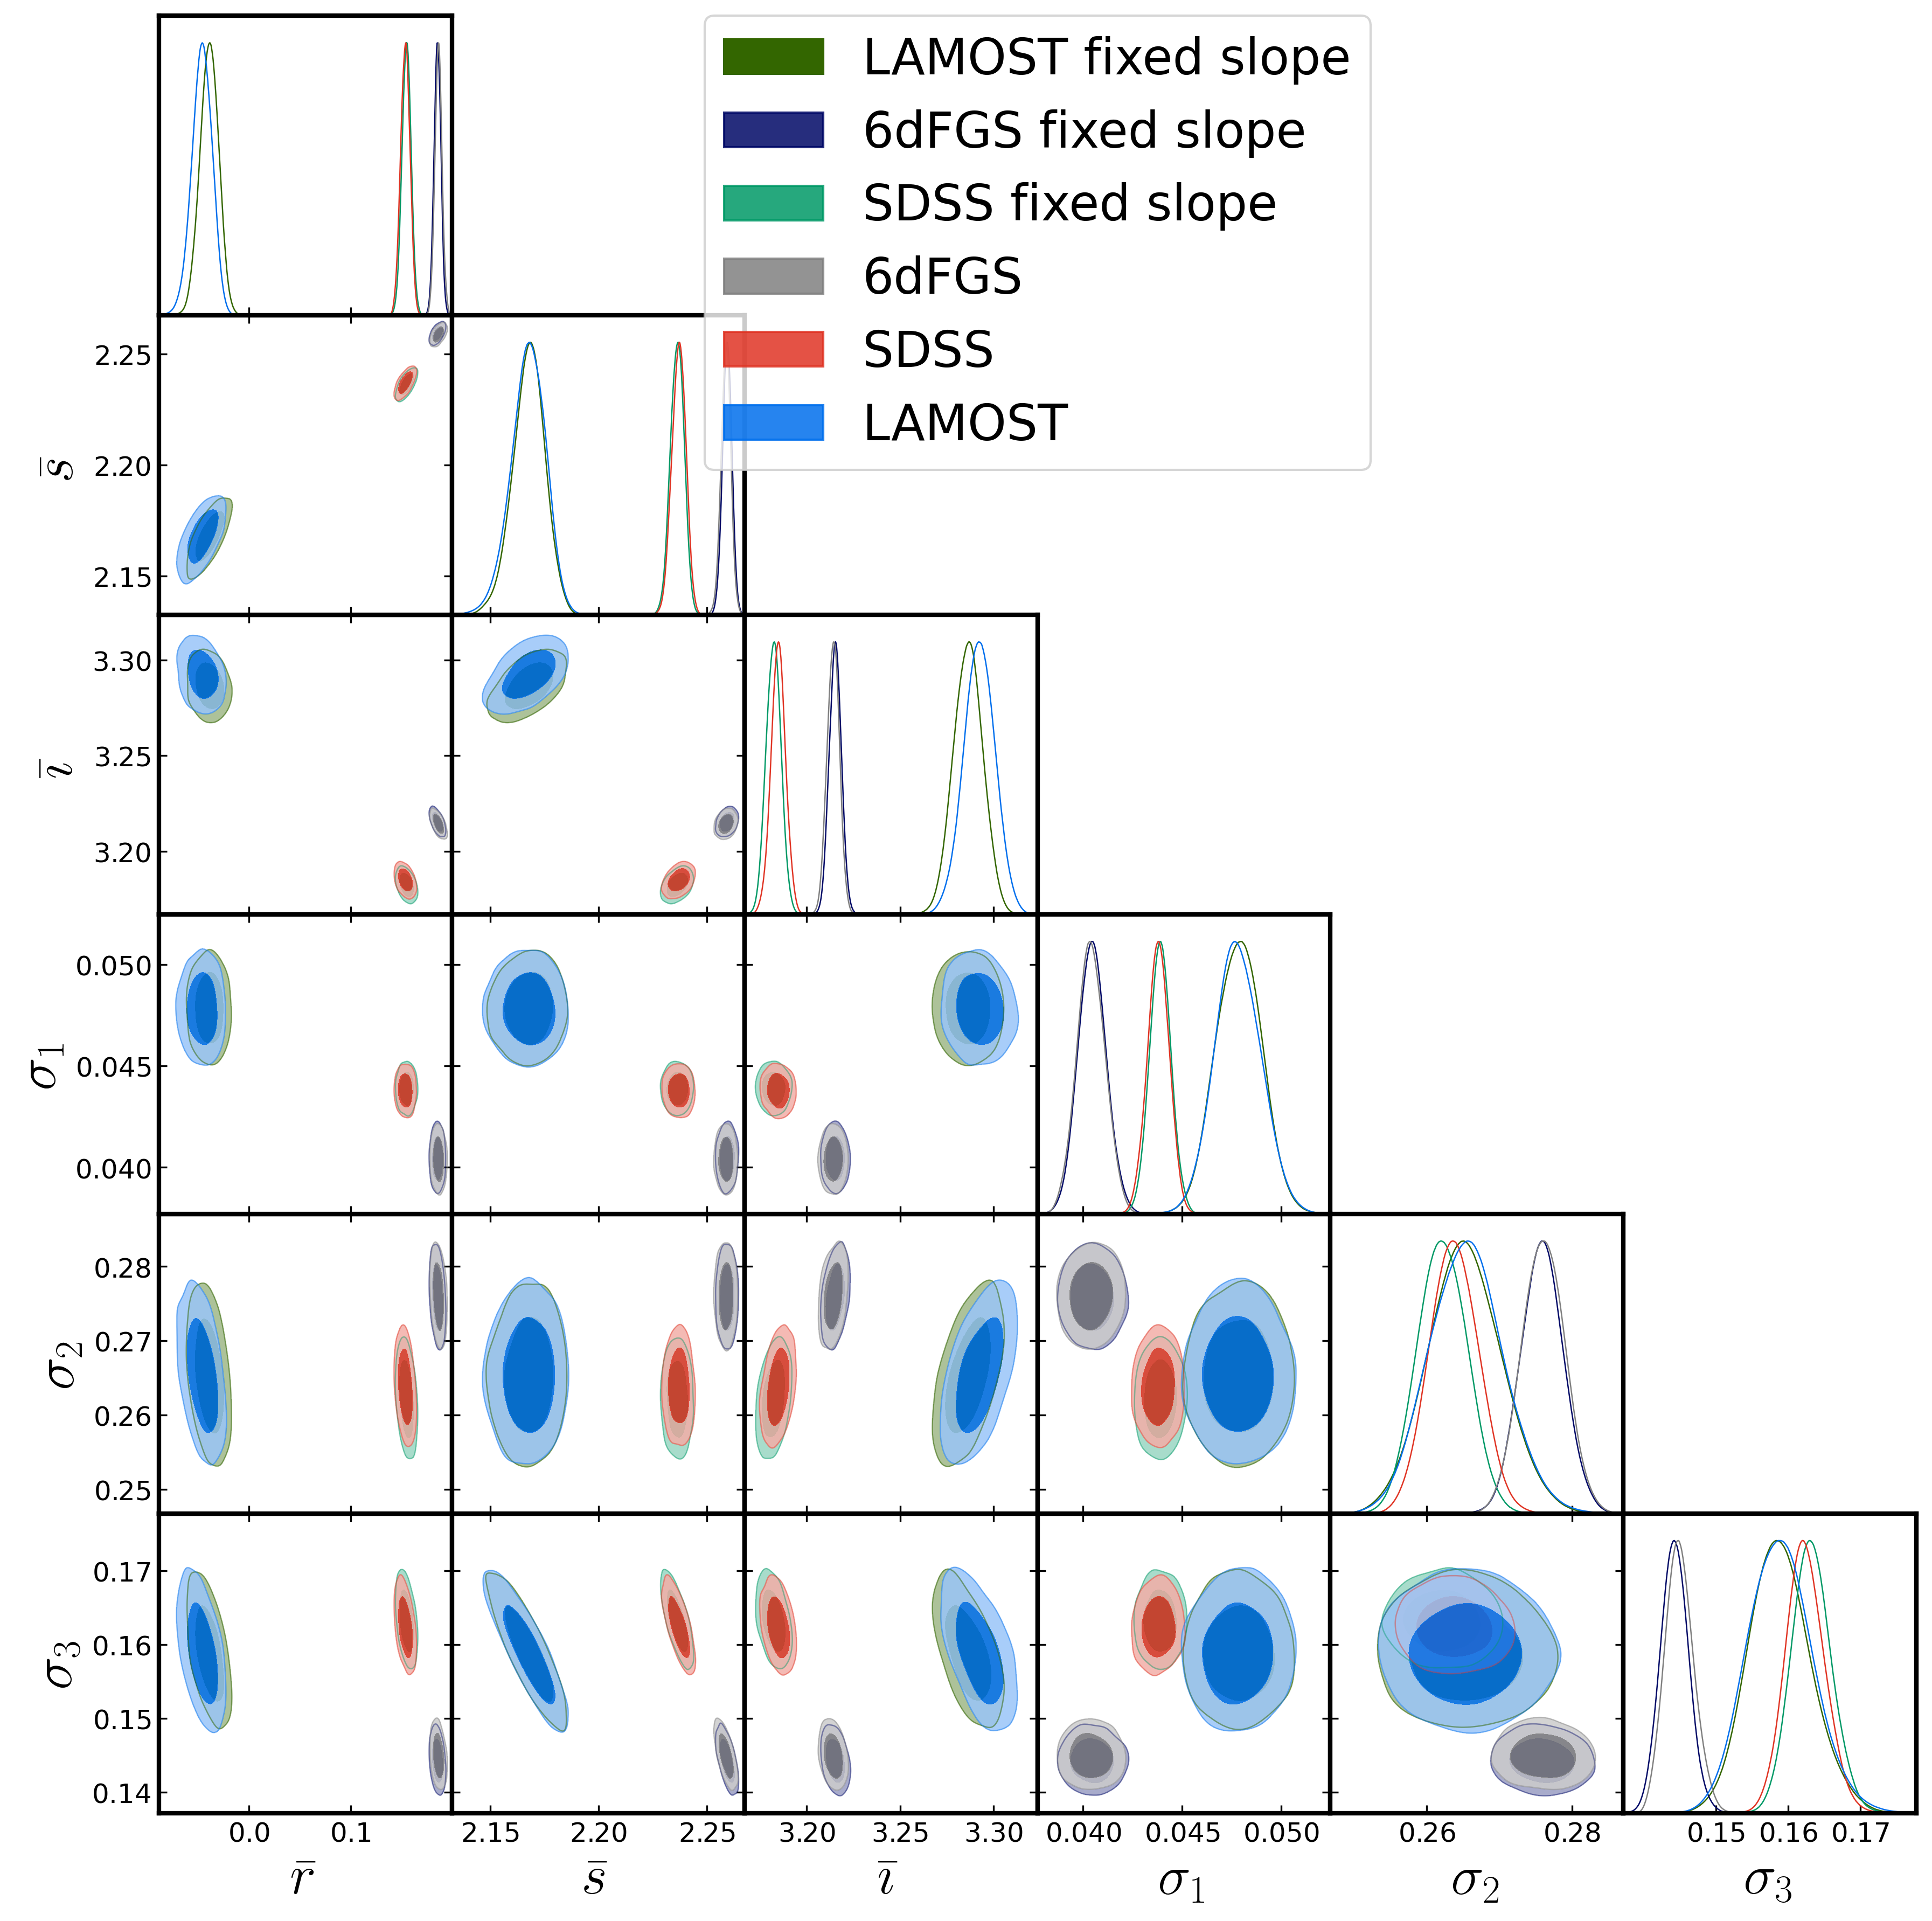 LAMOST fixed slope
6dFGS fixed slope
SDSS fixed slope
6dFGS
SDSS
LAMOST
2.25
2.20
2.15
s̅
3.30
3.25
3.20
ı̅
0.050
0.045
0.040
σ₁
0.28
0.27
0.26
0.25
σ₂
0.17
0.16
0.15
0.14
σ₃
0.0 0.1 2.15 2.20 2.25 3.20 3.25 3.30 0.040 0.045 0.050 0.26 0.28 0.15 0.16 0.17
r̅ s̅ ı̅ σ₁ σ₂ σ₃